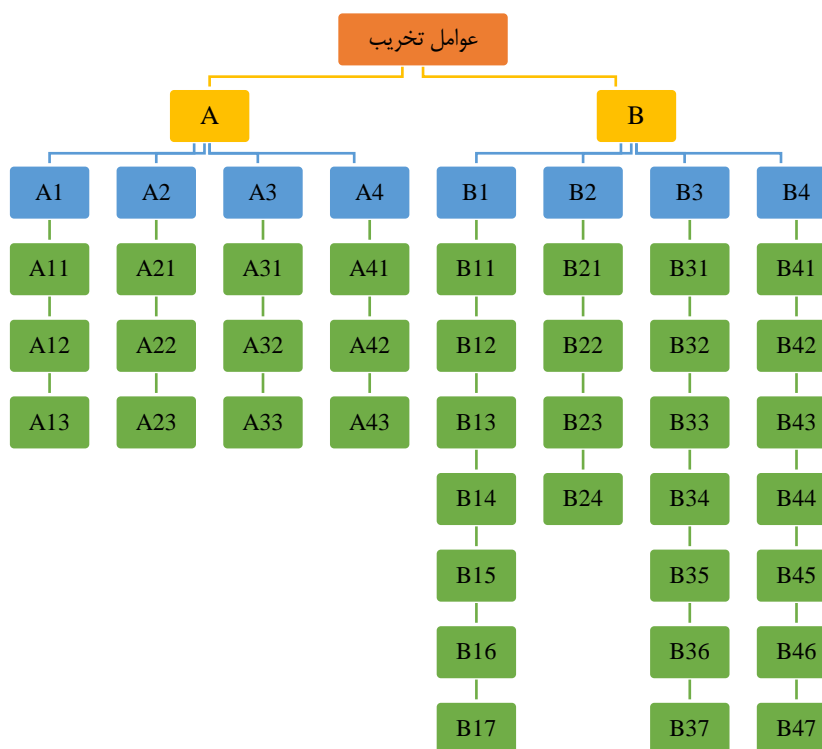 عوامل تخریب
A B
A1 A2 A3 A4 B1 B2 B3 B4
A11 A21 A31 A41 B11 B21 B31 B41
A12 A22 A32 A42 B12 B22 B32 B42
A13 A23 A33 A43 B13 B23 B33 B43
B14 B24 B34 B44
B15 B35 B45
B16 B36 B46
B17 B37 B47